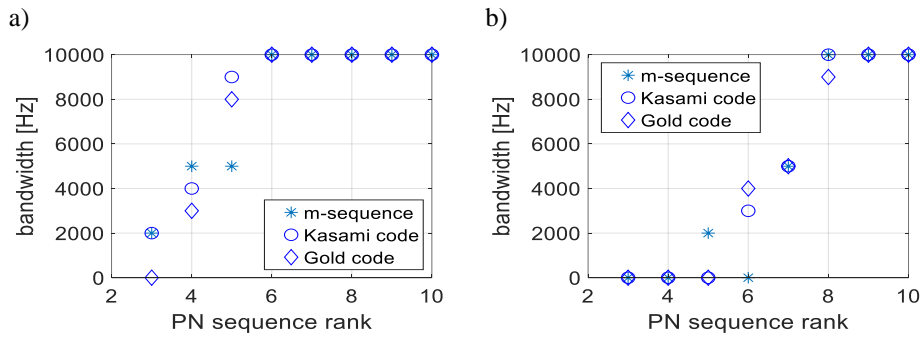 a)
bandwidth [Hz]
10000
8000
6000
4000
2000
0
m-sequence
Kasami code
Gold code
2 4 6 8 10
PN sequence rank
b)
bandwidth [Hz]
10000
8000
6000
4000
2000
0
m-sequence
Kasami code
Gold code
2 4 6 8 10
PN sequence rank